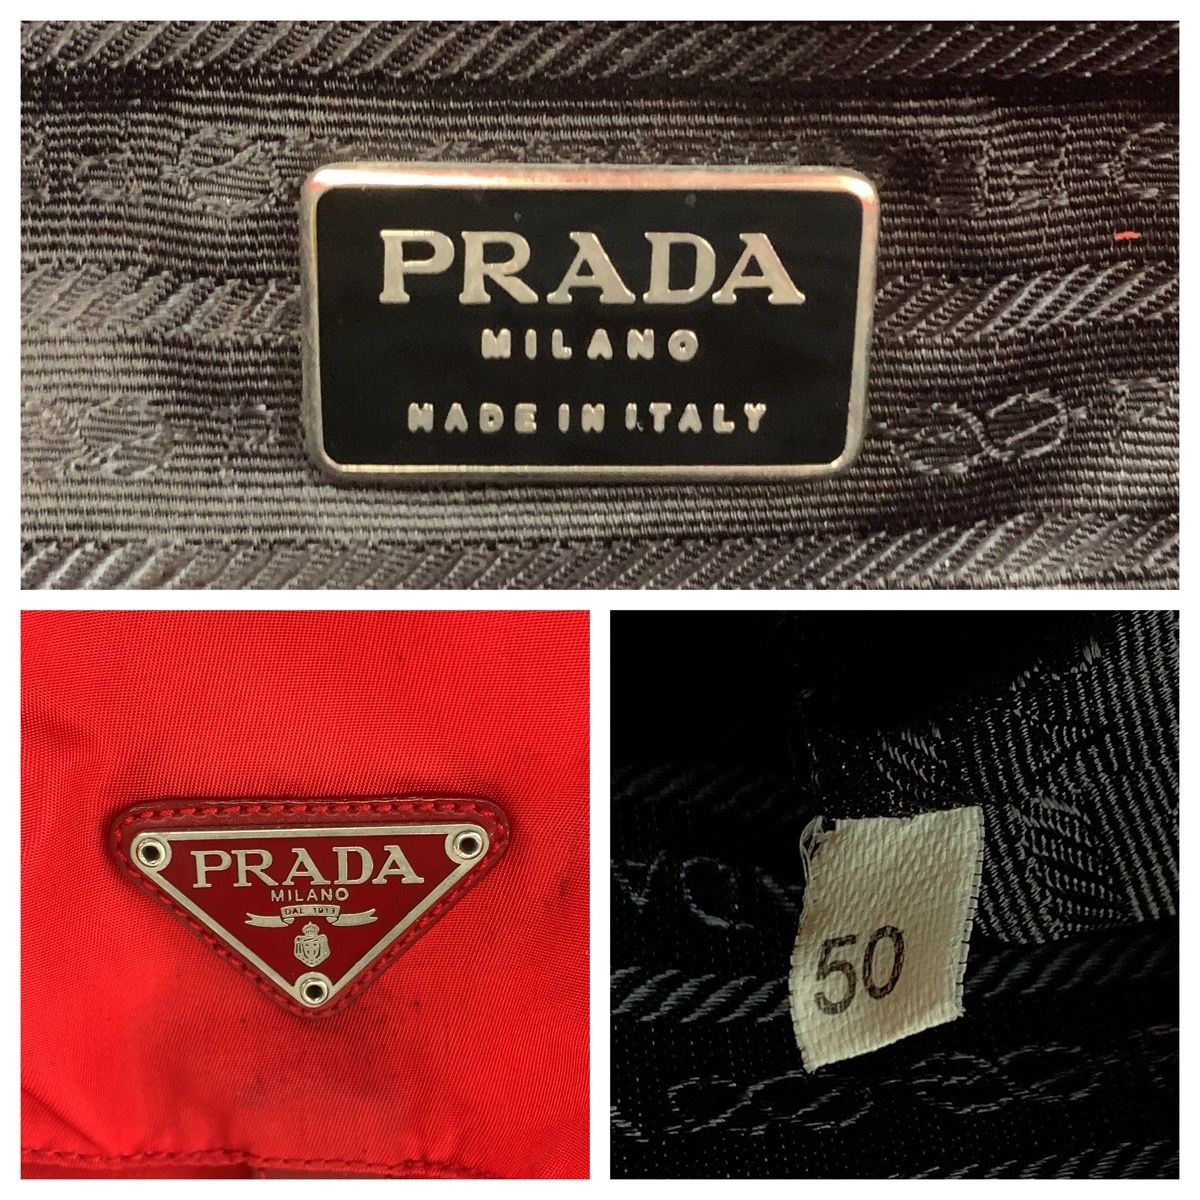 PRADA
MILANO
MADE IN ITALY
PRADA
MILANO
DAL 1913
50